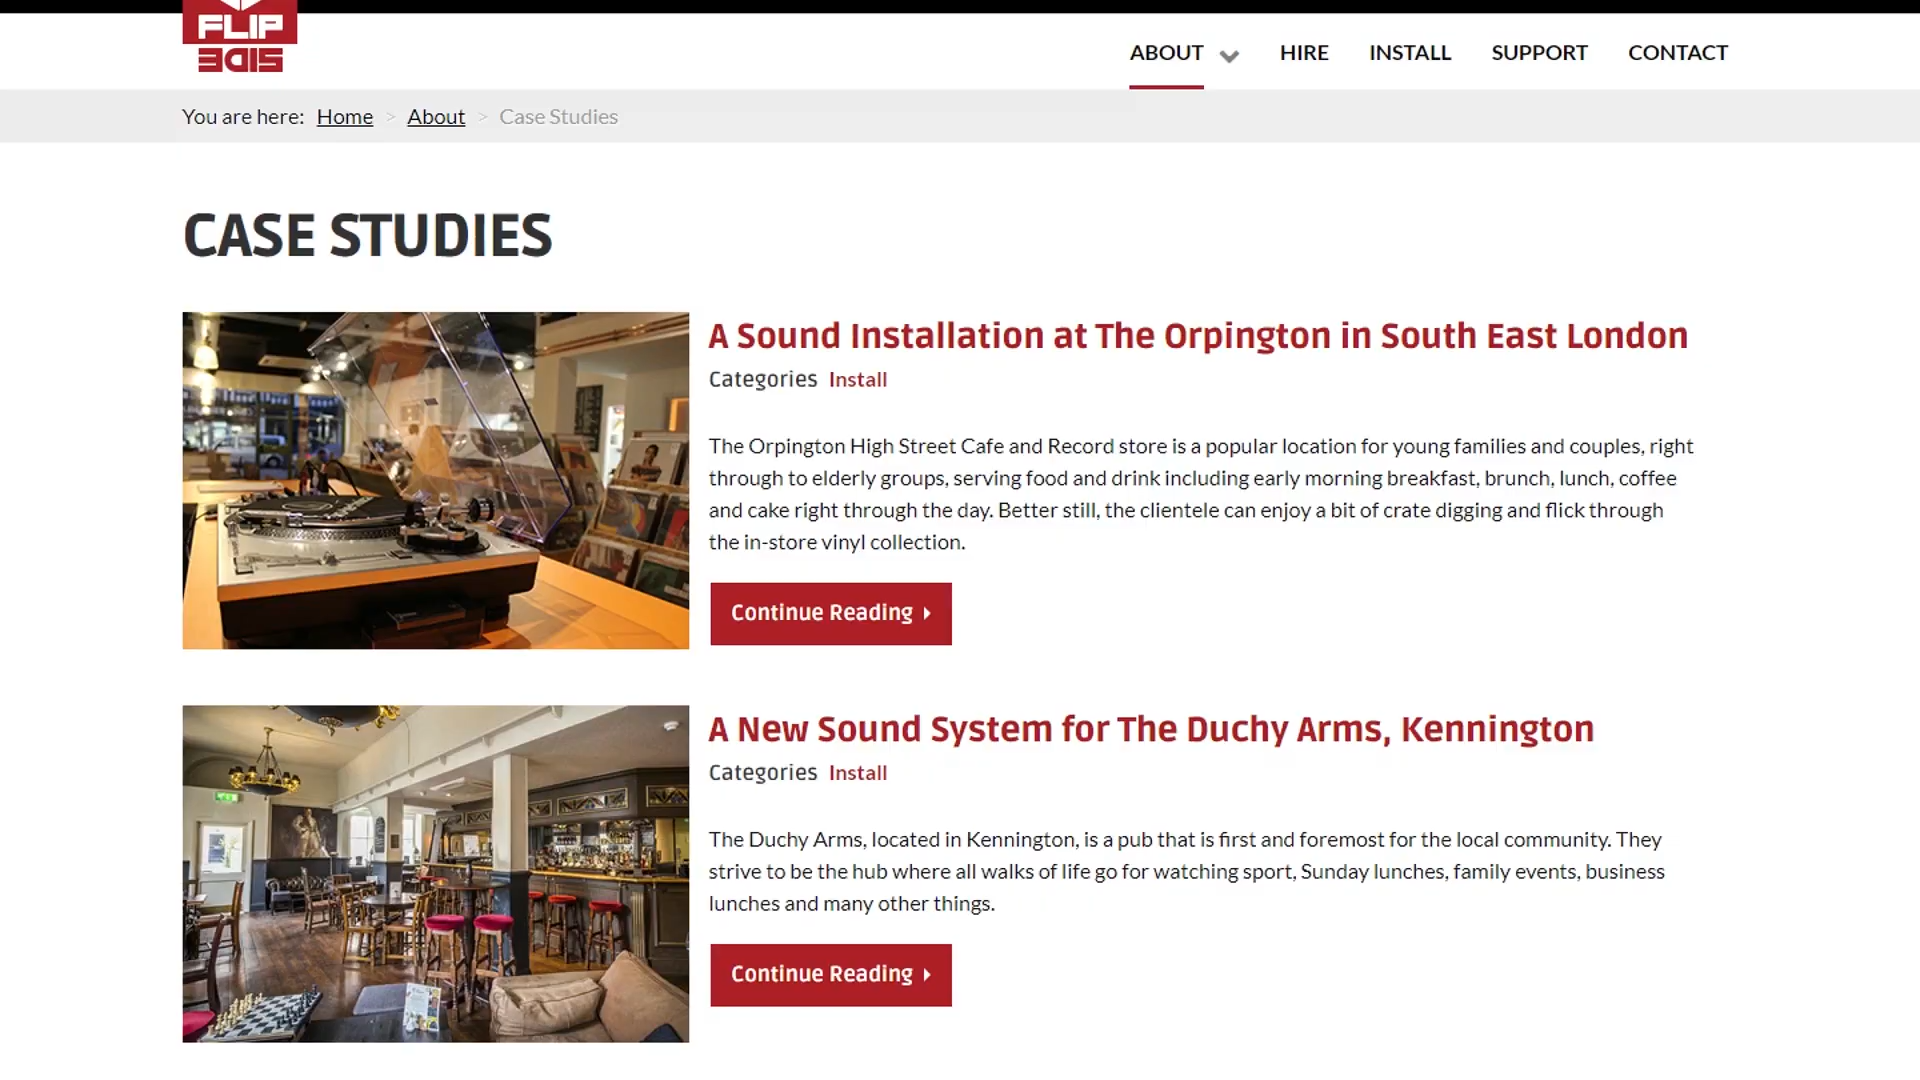 FLIP
SIDE
ABOUT HIRE INSTALL SUPPORT CONTACT
You are here: Home > About > Case Studies
CASE STUDIES
A Sound Installation at The Orpington in South East London
Categories Install
The Orpington High Street Cafe and Record store is a popular location for young families and couples, right
through to elderly groups, serving food and drink including early morning breakfast, brunch, lunch, coffee
and cake right through the day. Better still, the clientele can enjoy a bit of crate digging and flick through
the in-store vinyl collection.
Continue Reading
A New Sound System for The Duchy Arms, Kennington
Categories Install
The Duchy Arms, located in Kennington, is a pub that is first and foremost for the local community. They
strive to be the hub where all walks of life go for watching sport, Sunday lunches, family events, business
lunches and many other things.
Continue Reading